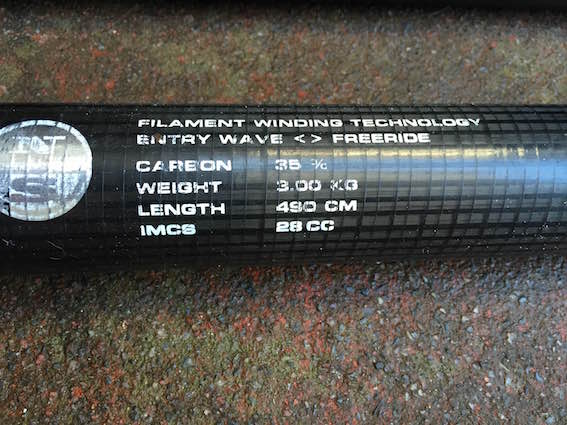 FILAMENT WINDING TECHNOLOGY
ENTRY WAVE <> FREERIDE
CARBON 35 %
WEIGHT 3.00 KG
LENGTH 490 CM
IMCS 28 CC